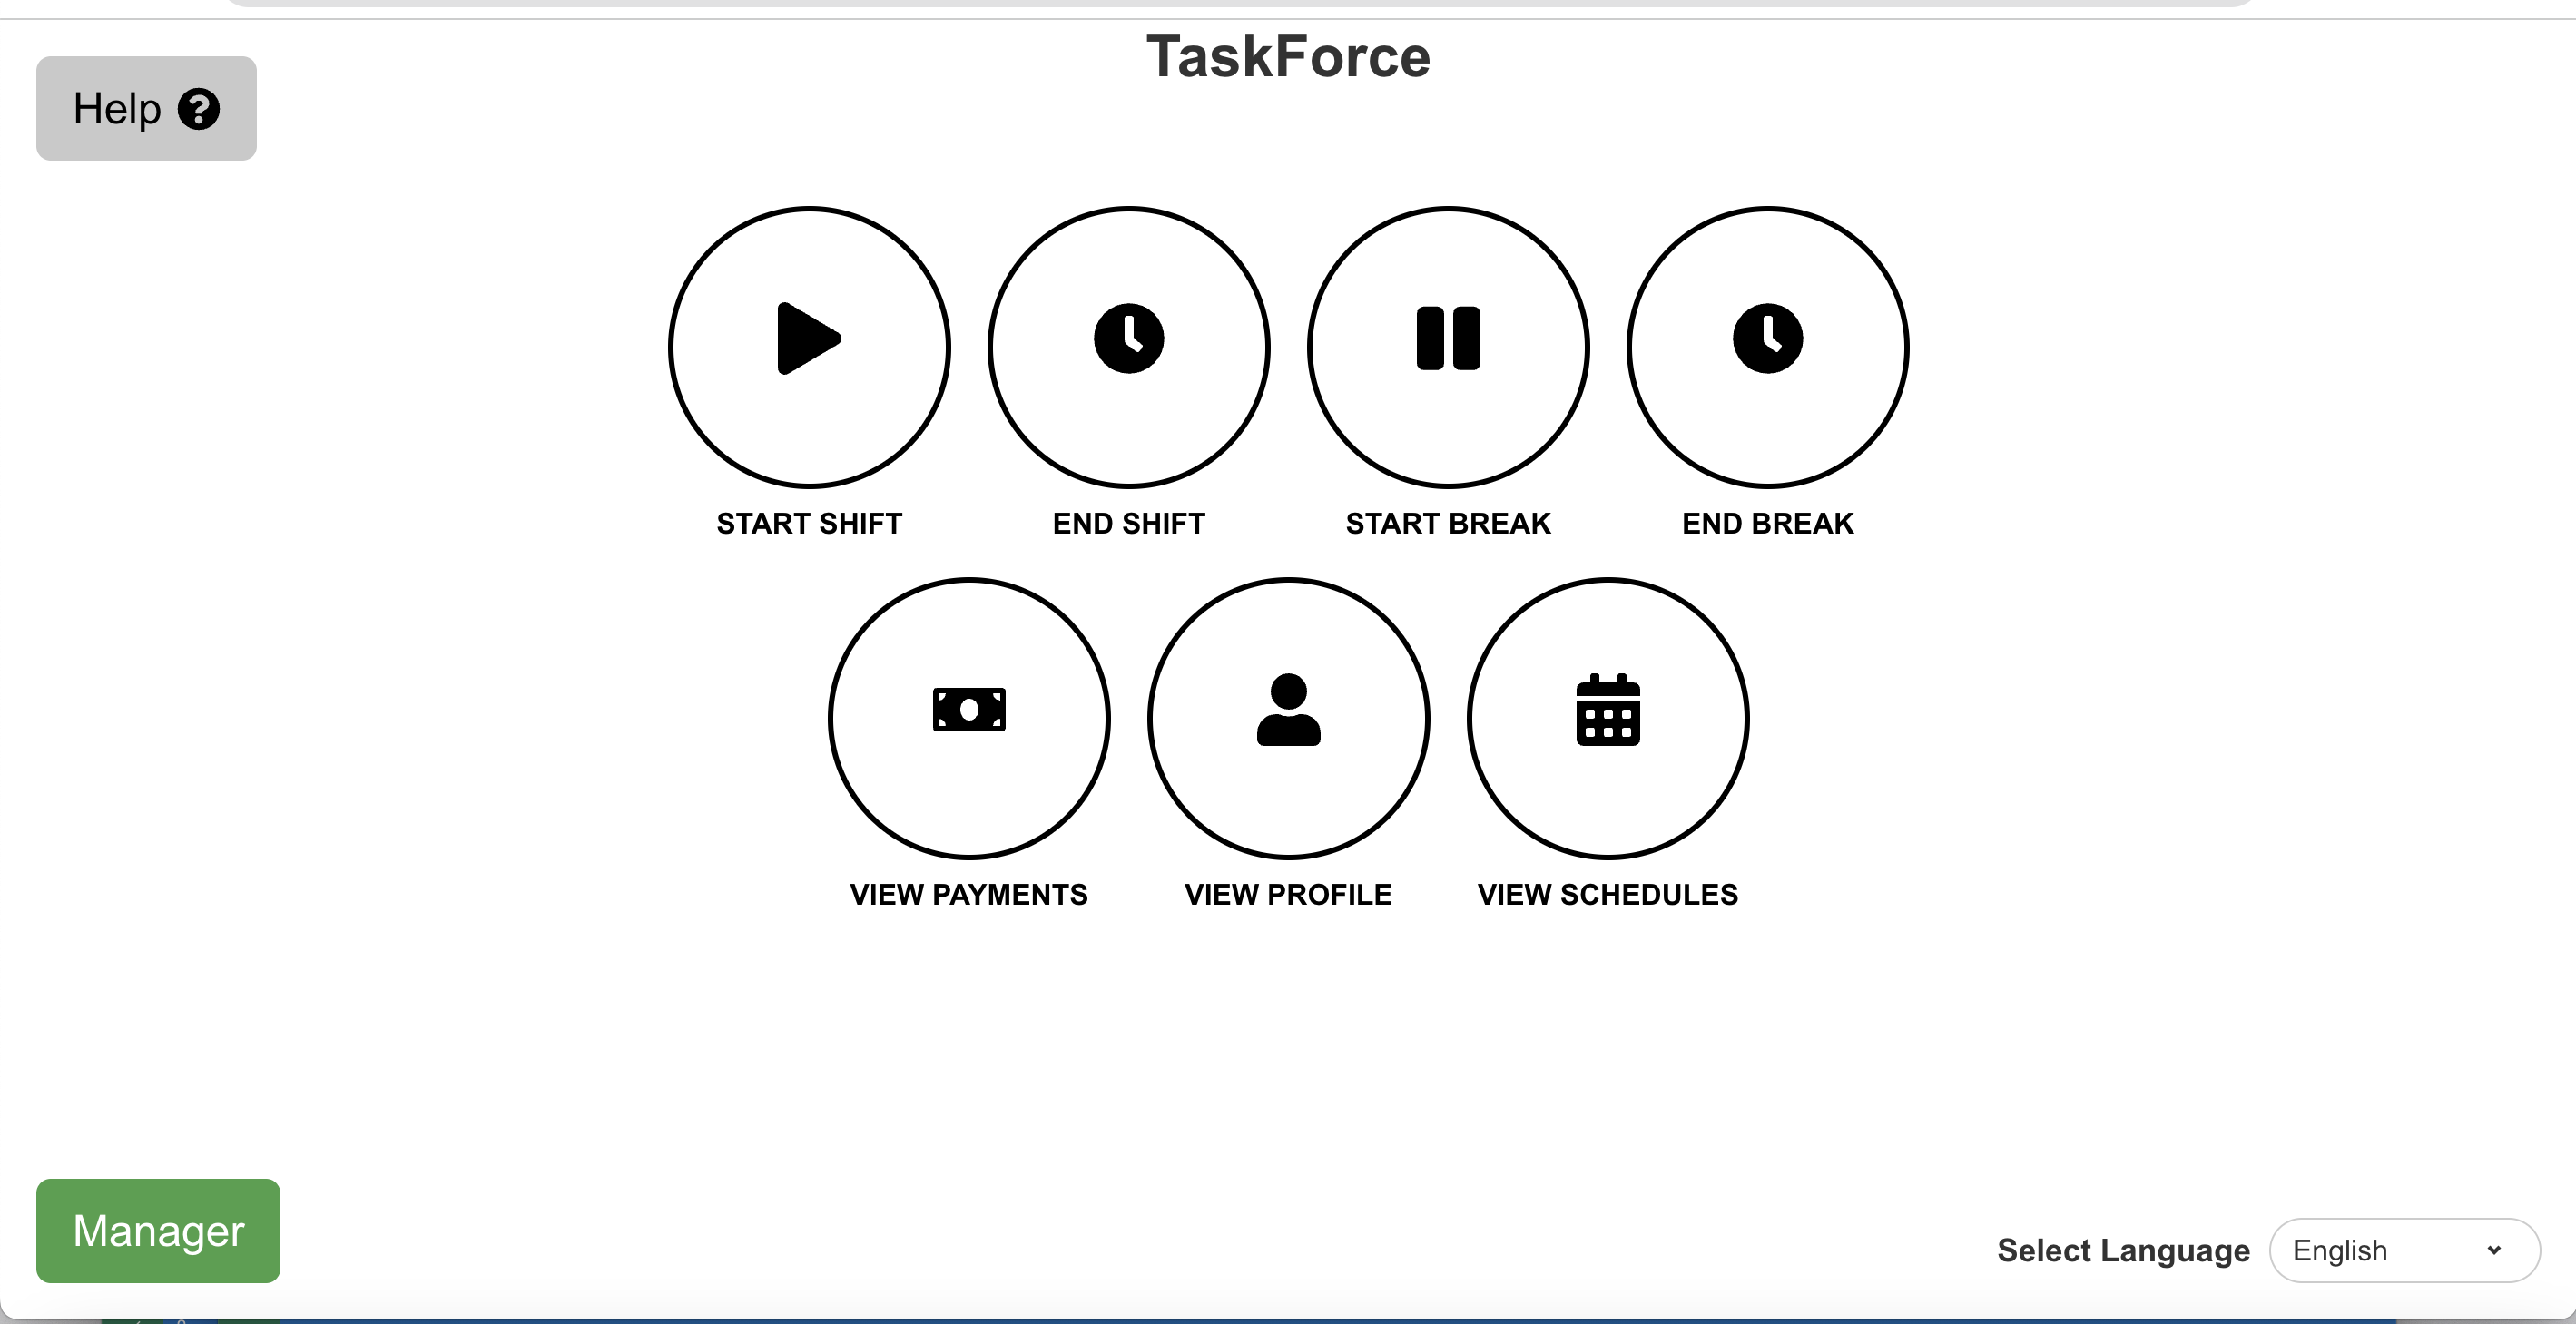 TaskForce
Help
START SHIFT
END SHIFT
START BREAK
END BREAK
VIEW PAYMENTS
VIEW PROFILE
VIEW SCHEDULES
Manager
Select Language
English